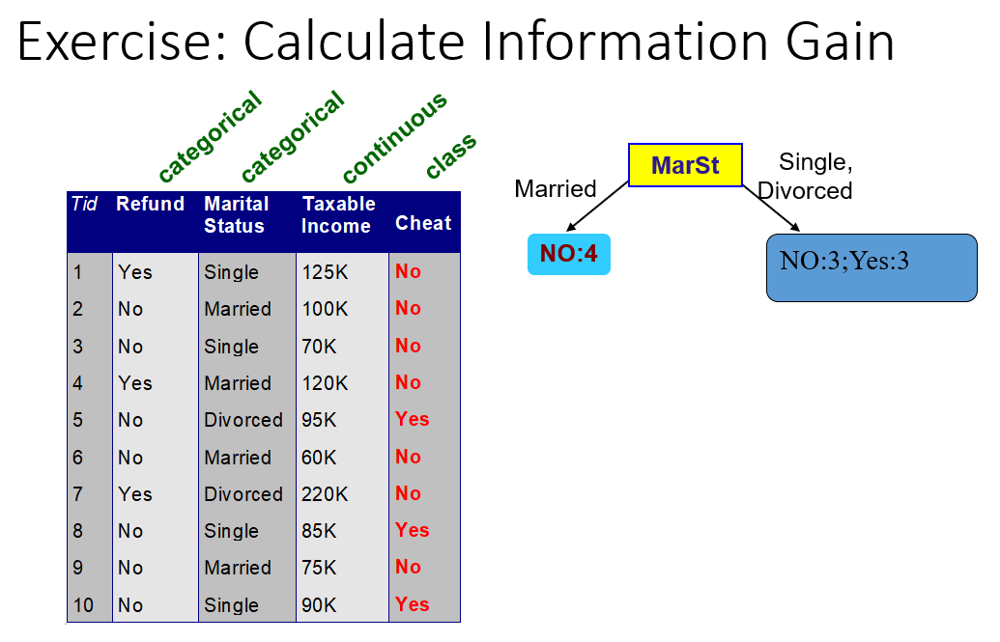 Exercise: Calculate Information Gain
categorical categorical continuous class
Tid Refund Marital Status Taxable Income Cheat
1 Yes Single 125K No
2 No Married 100K No
3 No Single 70K No
4 Yes Married 120K No
5 No Divorced 95K Yes
6 No Married 60K No
7 Yes Divorced 220K No
8 No Single 85K Yes
9 No Married 75K No
10 No Single 90K Yes
MarSt
Married
Single,
Divorced
NO:4
NO:3;Yes:3